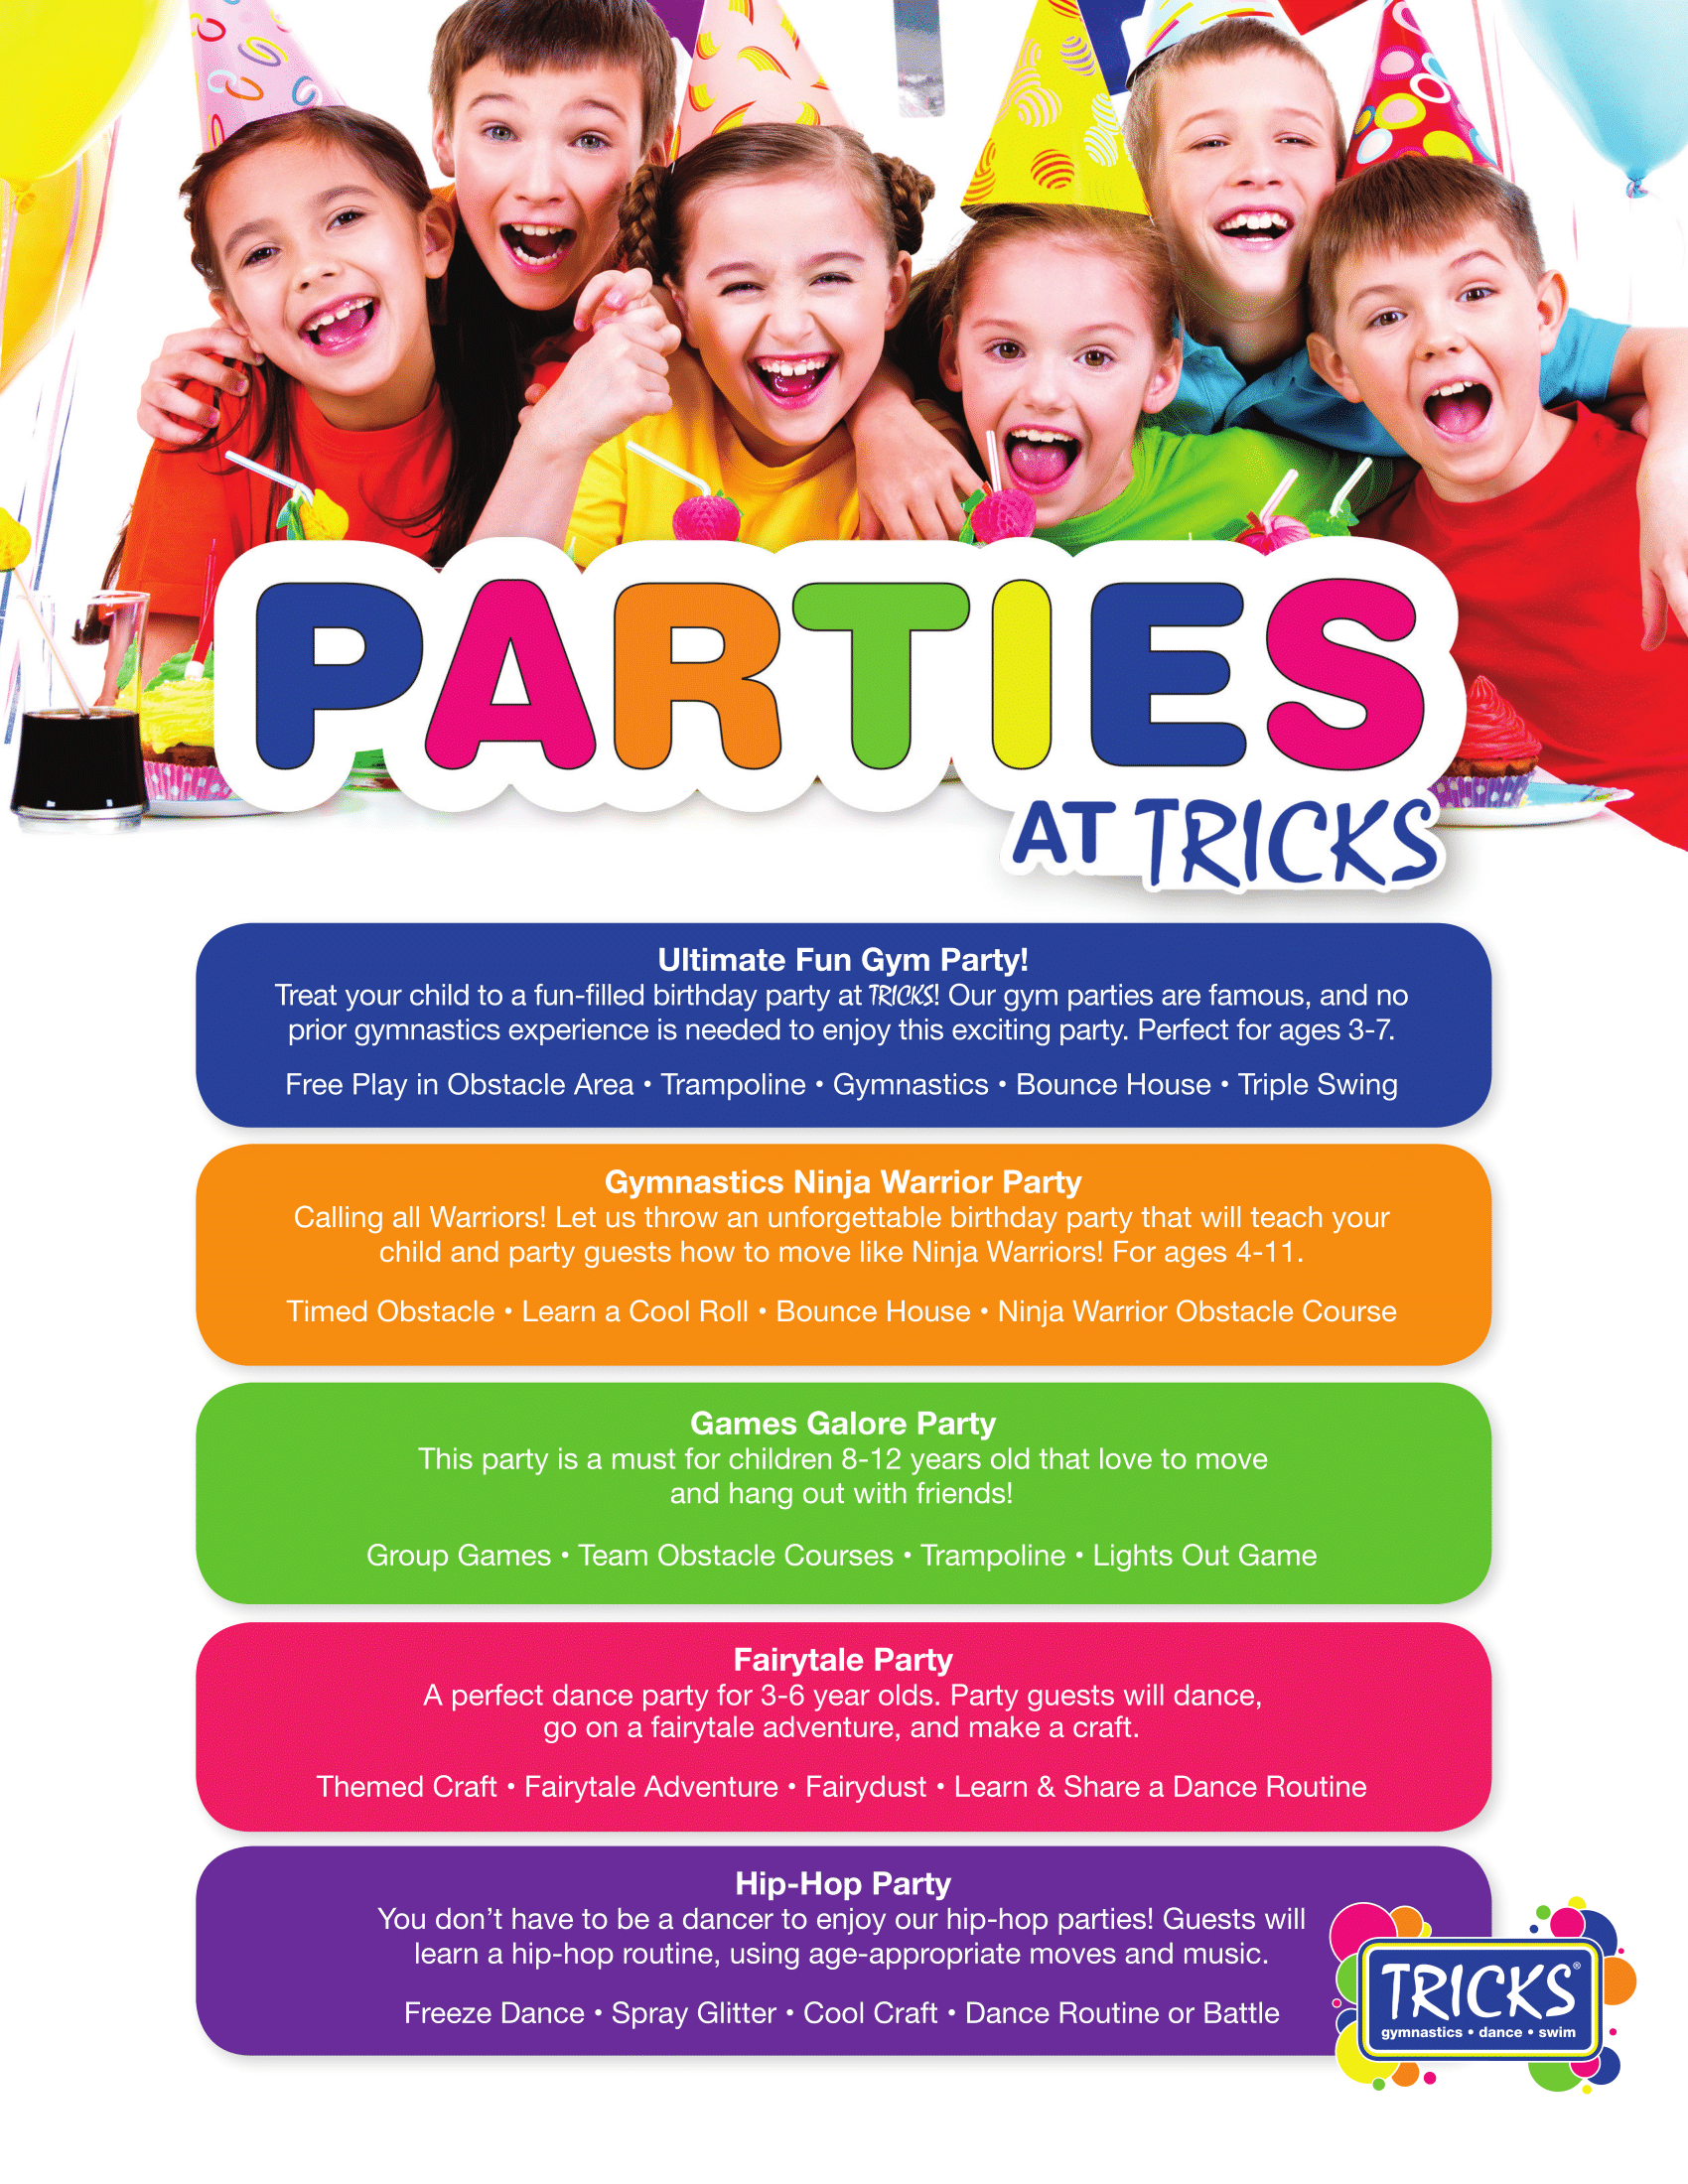 PARTIES
AT TRICKS
Ultimate Fun Gym Party!
Treat your child to a fun-filled birthday party at TRICKS! Our gym parties are famous, and no
prior gymnastics experience is needed to enjoy this exciting party. Perfect for ages 3-7.
Free Play in Obstacle Area • Trampoline • Gymnastics • Bounce House • Triple Swing
Gymnastics Ninja Warrior Party
Calling all Warriors! Let us throw an unforgettable birthday party that will teach your
child and party guests how to move like Ninja Warriors! For ages 4-11.
Timed Obstacle • Learn a Cool Roll • Bounce House • Ninja Warrior Obstacle Course
Games Galore Party
This party is a must for children 8-12 years old that love to move
and hang out with friends!
Group Games • Team Obstacle Courses • Trampoline • Lights Out Game
Fairytale Party
A perfect dance party for 3-6 year olds. Party guests will dance,
go on a fairytale adventure, and make a craft.
Themed Craft • Fairytale Adventure • Fairydust • Learn & Share a Dance Routine
Hip-Hop Party
You don't have to be a dancer to enjoy our hip-hop parties! Guests will
learn a hip-hop routine, using age-appropriate moves and music.
Freeze Dance • Spray Glitter • Cool Craft • Dance Routine or Battle
TRICKS®
gymnastics • dance • swim